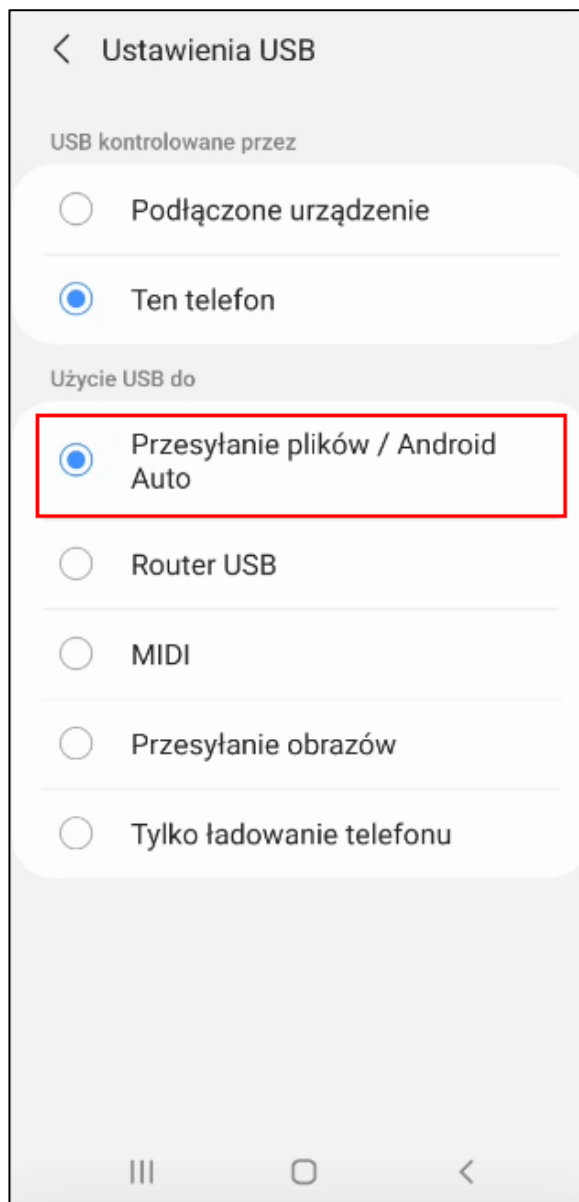 Ustawienia USB
USB kontrolowane przez
Podłączone urządzenie
Ten telefon
Użycie USB do
Przesyłanie plików / Android
Auto
Router USB
MIDI
Przesyłanie obrazów
Tylko ładowanie telefonu